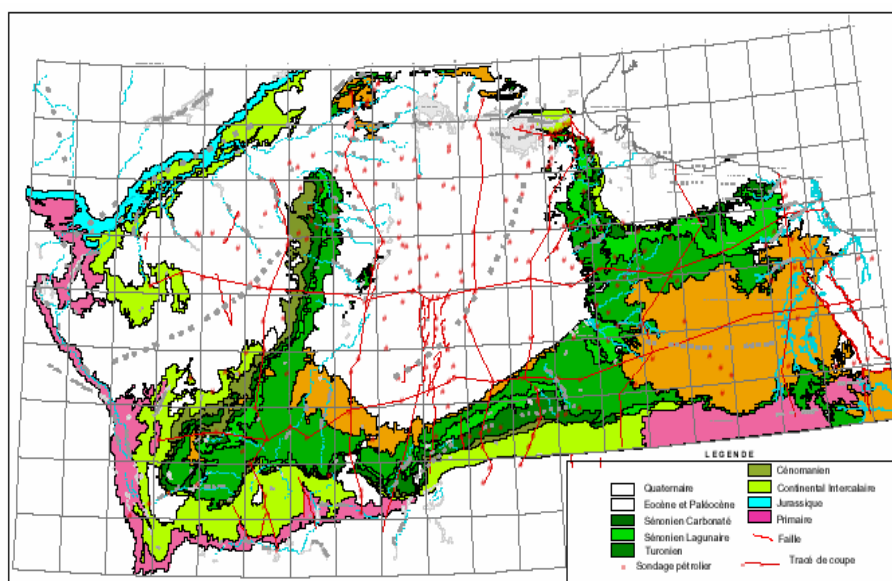 LEGENDE
Quaternaire
Eocène et Paléocène
Sénonien Carbonaté
Sénonien Lagunaire
Turonien
Sondage pétrolier
Cénomanien
Continental Intercalaire
Jurassique
Primaire
Faille
Tracé de coupe